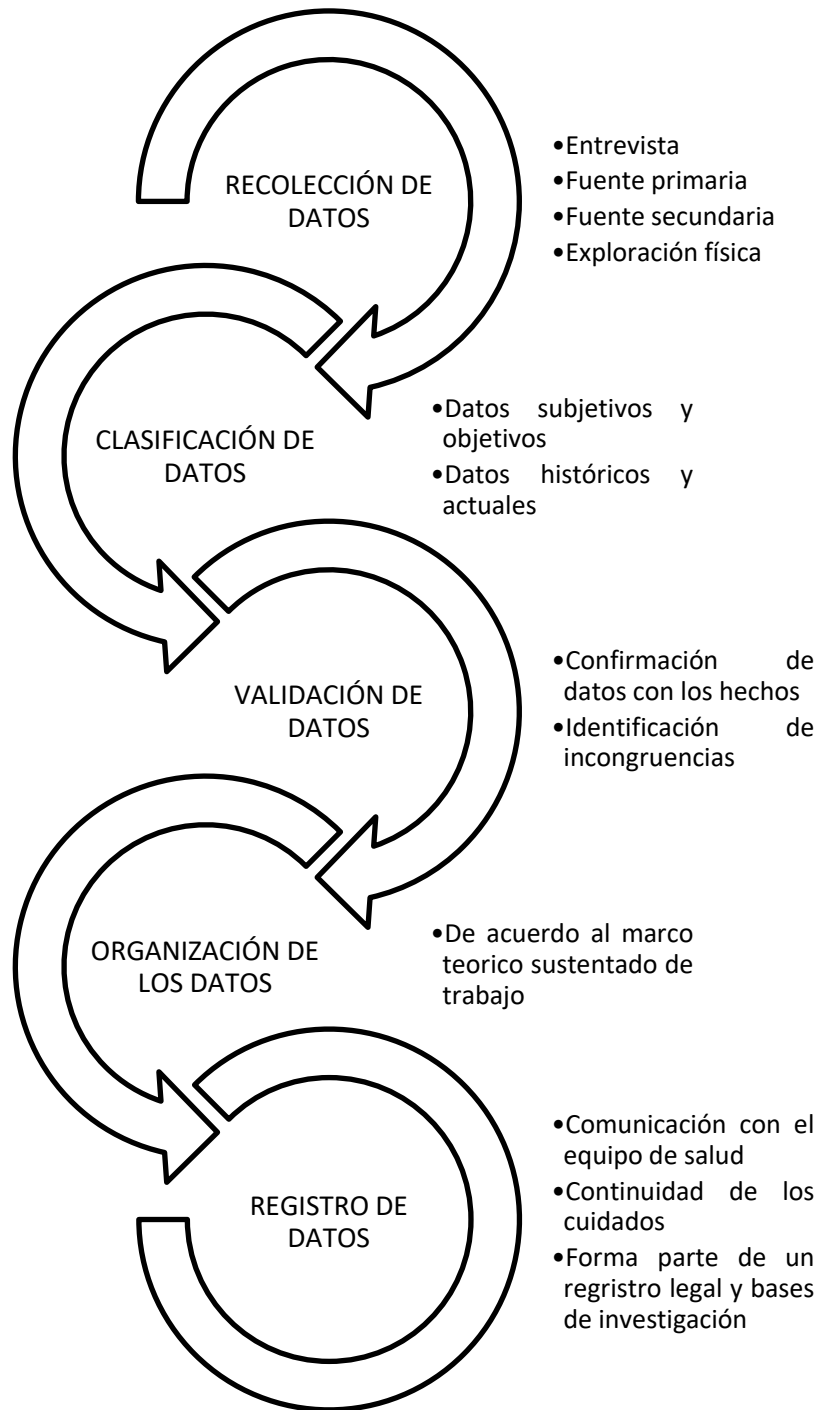 RECOLECCIÓN DE
DATOS
•Entrevista
•Fuente primaria
•Fuente secundaria
•Exploración física
CLASIFICACIÓN DE
DATOS
•Datos subjetivos y
objetivos
•Datos históricos y
actuales
VALIDACIÓN DE
DATOS
•Confirmación de
datos con los hechos
•Identificación de
incongruencias
ORGANIZACIÓN DE
LOS DATOS
•De acuerdo al marco
teorico sustentado de
trabajo
REGISTRO DE
DATOS
•Comunicación con el
equipo de salud
•Continuidad de los
cuidados
•Forma parte de un
regristro legal y bases
de investigación